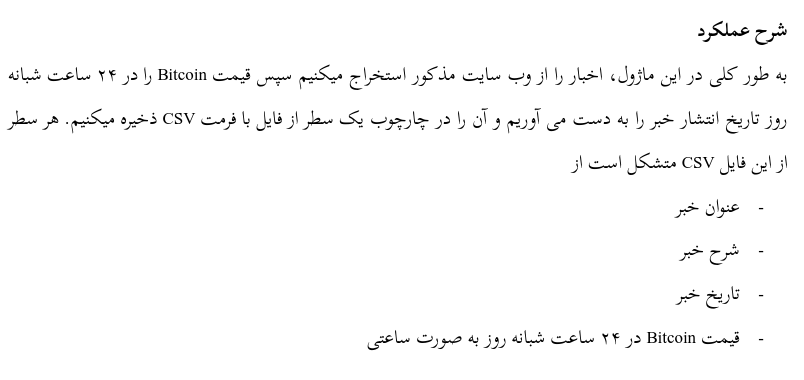 شرح عملکرد
به طور کلی در این ماژول، اخبار را از وب سایت مذکور استخراج میکنیم سپس قیمت Bitcoin را در ۲۴ ساعت شبانه
روز تاریخ انتشار خبر را به دست می آوریم و آن را در چارچوب یک سطر از فایل با فرمت CSV ذخیره میکنیم. هر سطر
از این فایل CSV متشکل است از
- عنوان خبر
- شرح خبر
- تاریخ خبر
- قیمت Bitcoin در ۲۴ ساعت شبانه روز به صورت ساعتی